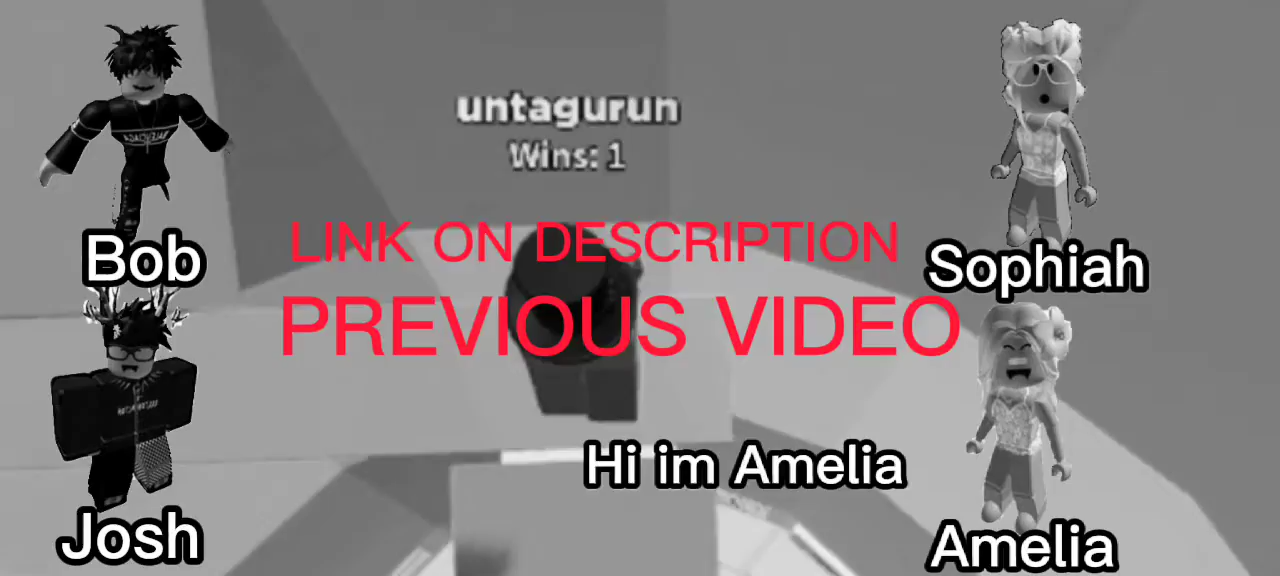 untagurun
Wins: 1
LINK ON DESCRIPTION
PREVIOUS VIDEO
Bob
Sophiah
Hi im Amelia
Josh
Amelia